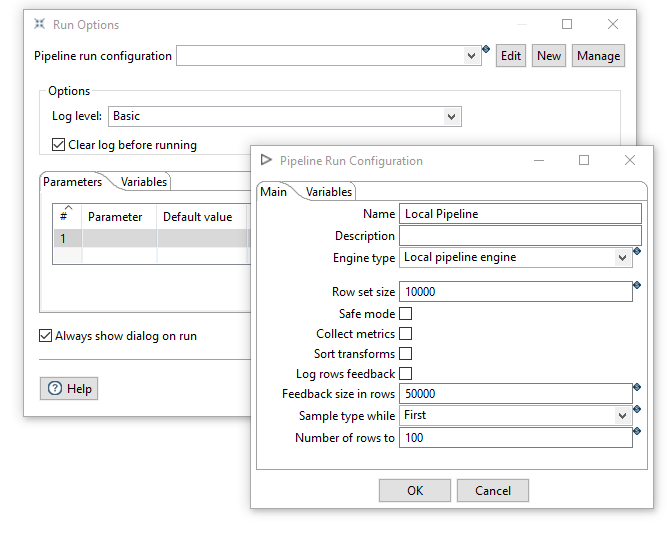 Run Options
Pipeline run configuration
Edit
New
Manage
Options
Log level: Basic
Clear log before running
Parameters
Variables
# Parameter Default value
1
Always show dialog on run
Help
Pipeline Run Configuration
Main
Variables
Name Local Pipeline
Description
Engine type Local pipeline engine
Row set size 10000
Safe mode
Collect metrics
Sort transforms
Log rows feedback
Feedback size in rows 50000
Sample type while First
Number of rows to 100
OK
Cancel